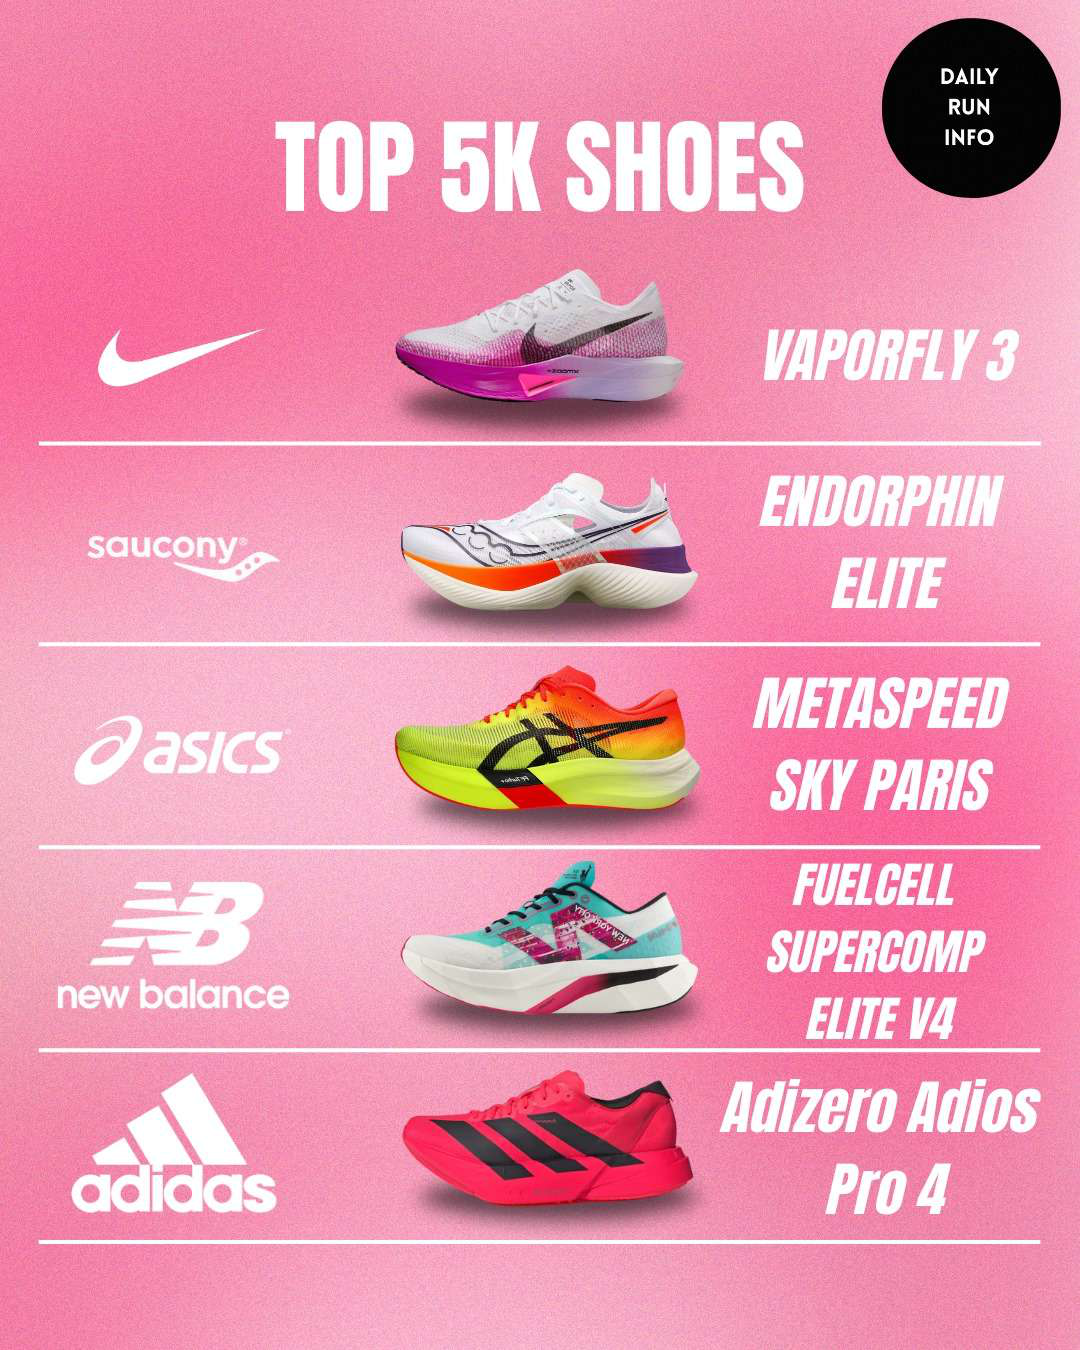 DAILY
RUN
INFO
TOP 5K SHOES
VAPORFLY 3
saucony®
ENDORPHIN
ELITE
asics
METASPEED
SKY PARIS
NB
new balance
FUELCELL
SUPERCOMP
ELITE V4
adidas
Adizero Adios
Pro 4